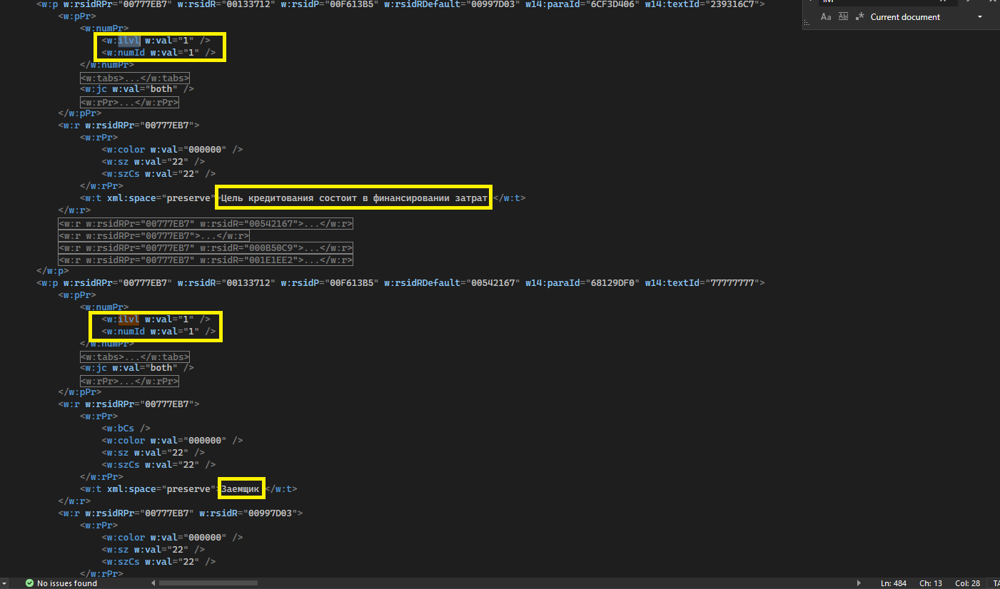 <w:p w:rsidRPr="00777EB7" w:rsidR="00133712" w:rsidP="00F613B5" w:rsidRDefault="00997D03" w14:paraId="6CF3D406" w14:textId="239316C7">
<w:pPr>
Aa Ab .* Current document
<w:numPr>
<w:ilvl w:val="1" />
<w:numId w:val="1" />
</w:numPr>
<w:tabs>...</w:tabs>
<w:jc w:val="both" />
<w:rPr>...</w:rPr>
</w:pPr>
<w:r w:rsidRPr="00777EB7">
<w:rPr>
<w:color w:val="000000" />
<w:sz w:val="22" />
<w:szCs w:val="22" />
</w:rPr>
<w:t xml:space="preserve">Цель кредитования состоит в финансировании затрат </w:t>
</w:r>
<w:r w:rsidRPr="00777EB7" w:rsidR="00542167">...</w:r>
<w:r w:rsidRPr="00777EB7">...</w:r>
<w:r w:rsidRPr="00777EB7" w:rsidR="000B50C9">...</w:r>
<w:r w:rsidRPr="00777EB7" w:rsidR="001E1EE2">...</w:r>
</w:p>
<w:p w:rsidRPr="00777EB7" w:rsidR="00133712" w:rsidP="00F613B5" w:rsidRDefault="00542167" w14:paraId="68129DF0" w14:textId="77777777">
<w:pPr>
<w:numPr>
<w:ilvl w:val="1" />
<w:numId w:val="1" />
</w:numPr>
<w:tabs>...</w:tabs>
<w:jc w:val="both" />
<w:rPr>...</w:rPr>
</w:pPr>
<w:r w:rsidRPr="00777EB7">
<w:rPr>
<w:bCs />
<w:color w:val="000000" />
<w:sz w:val="22" />
<w:szCs w:val="22" />
</w:rPr>
<w:t xml:space="preserve">Заемщик </w:t>
</w:r>
<w:r w:rsidRPr="00777EB7" w:rsidR="00997D03">
<w:rPr>
<w:color w:val="000000" />
<w:sz w:val="22" />
<w:szCs w:val="22" />
</w:rPr>
No issues found Ln: 484 Ch: 13 Col: 28